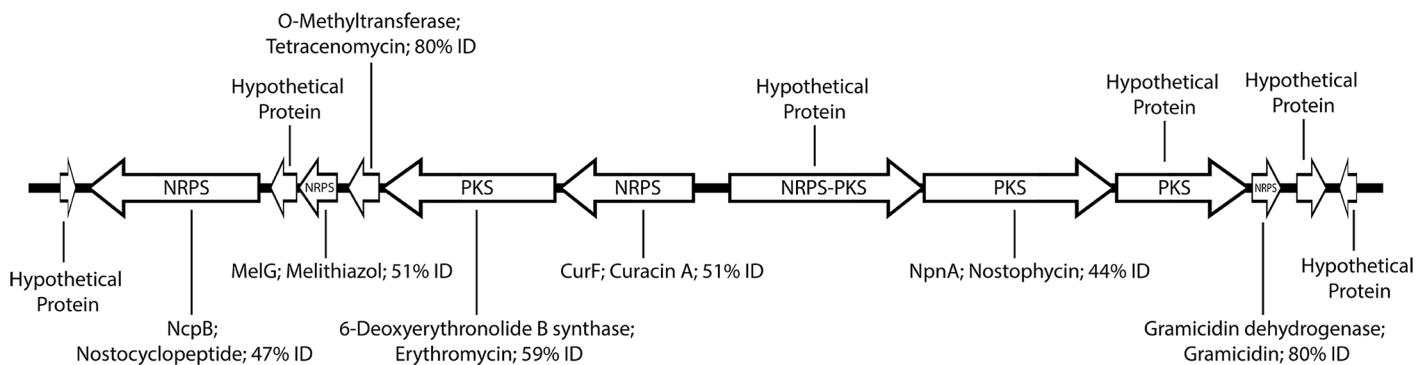 O-Methyltransferase;
Tetracenomycin; 80% ID
Hypothetical
Protein
Hypothetical
Protein
Hypothetical
Protein
Hypothetical
Protein
NRPS
NRPS
PKS
NRPS
NRPS-PKS
PKS
PKS
NRPS
Hypothetical
Protein
MelG; Melithiazol; 51% ID
CurF; Curacin A; 51% ID
NpnA; Nostophycin; 44% ID
Hypothetical
Protein
NcpB;
Nostocyclopeptide; 47% ID
6-Deoxyerythronolide B synthase;
Erythromycin; 59% ID
Gramicidin dehydrogenase;
Gramicidin; 80% ID